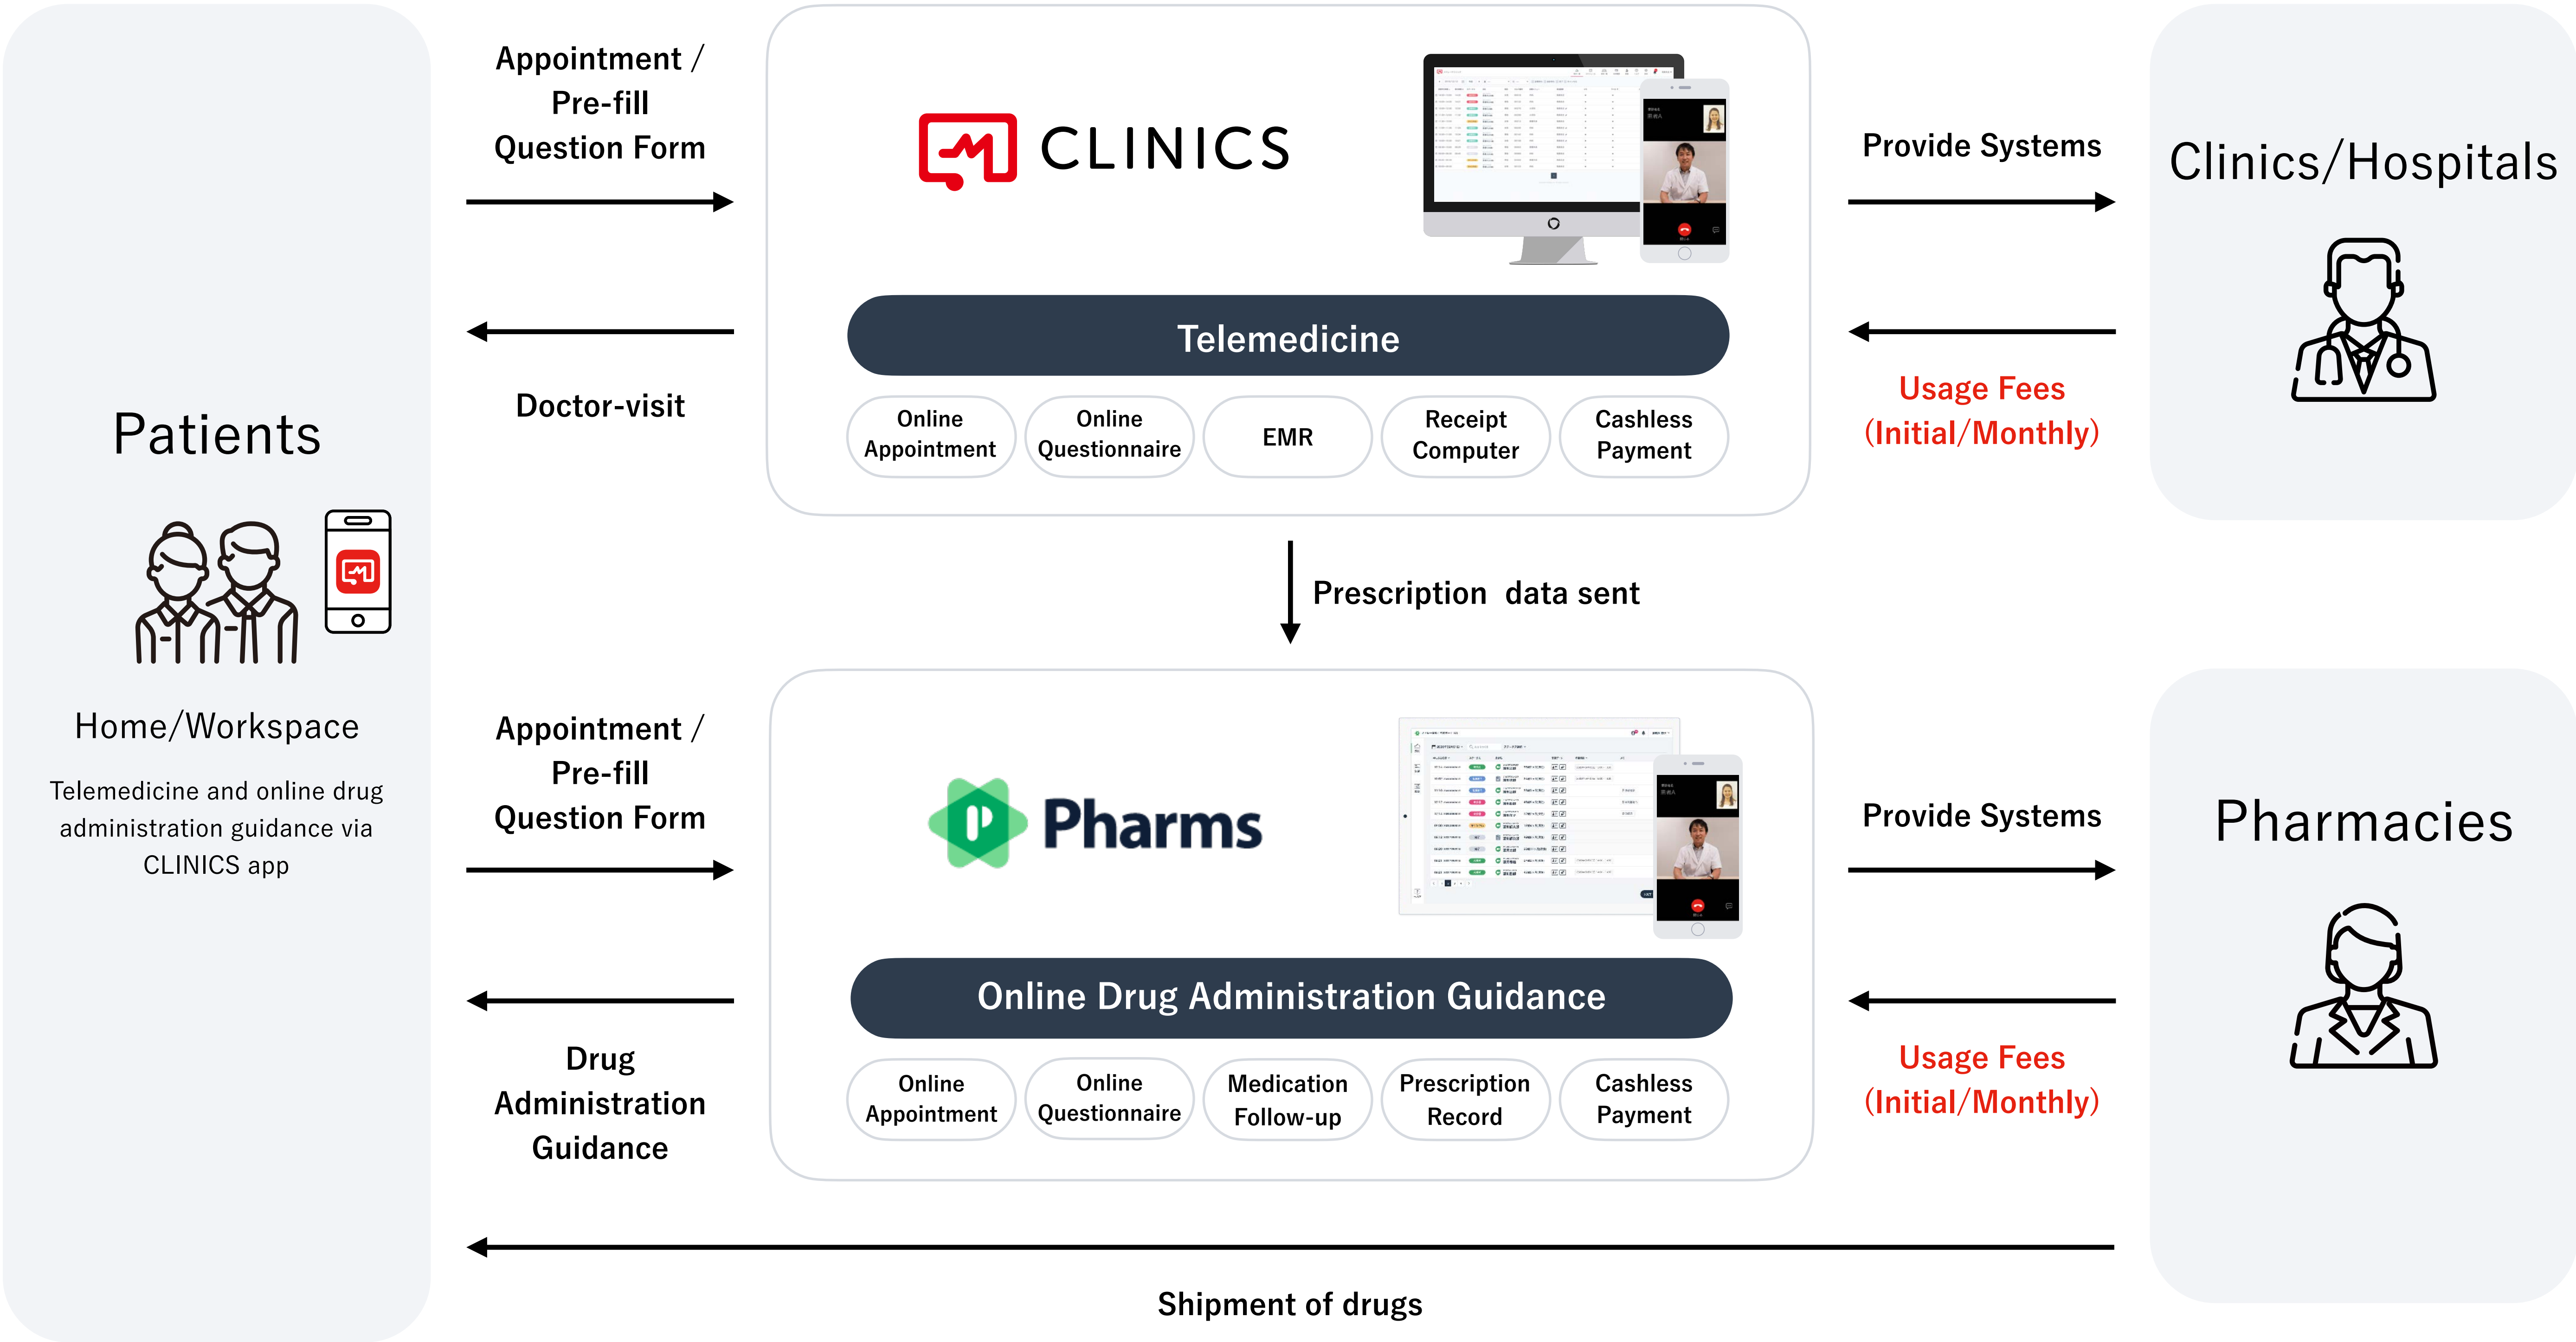 Patients
Home/Workspace
Telemedicine and online drug
administration guidance via
CLINICS app
Appointment /
Pre-fill
Question Form
Doctor-visit
CLINICS
Telemedicine
Online
Appointment
Online
Questionnaire
EMR
Receipt
Computer
Cashless
Payment
Provide Systems
Usage Fees
(Initial/Monthly)
Clinics/Hospitals
Prescription data sent
Appointment /
Pre-fill
Question Form
Drug
Administration
Guidance
Pharms
Online Drug Administration Guidance
Online
Appointment
Online
Questionnaire
Medication
Follow-up
Prescription
Record
Cashless
Payment
Provide Systems
Usage Fees
(Initial/Monthly)
Pharmacies
Shipment of drugs